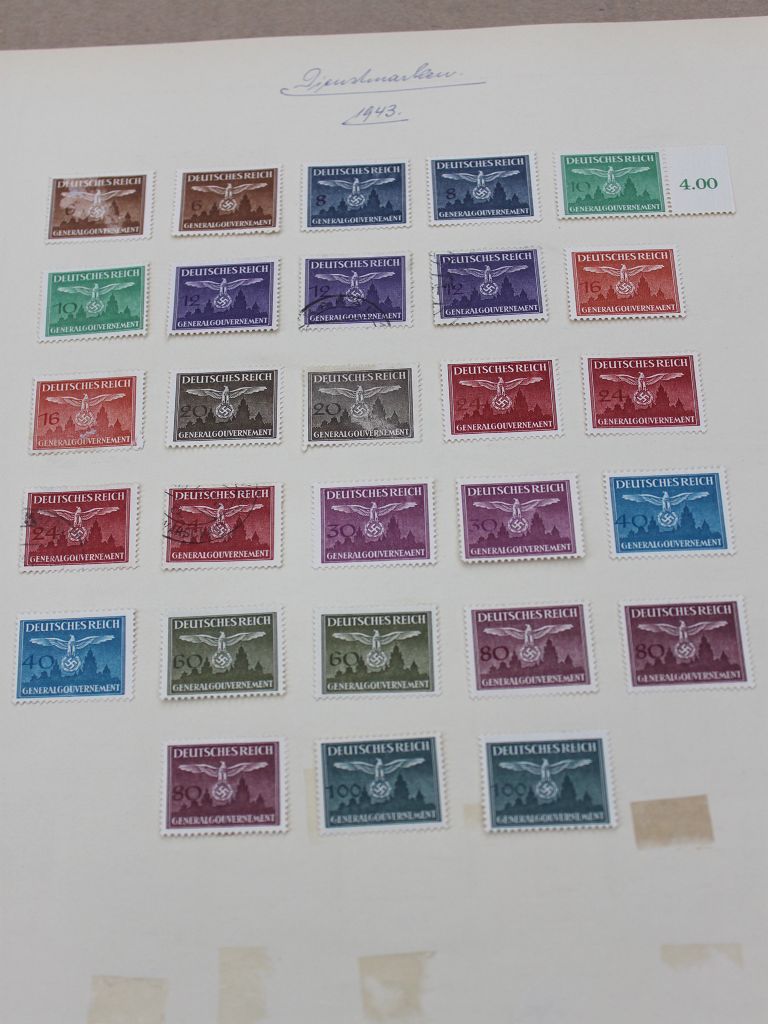 Dienstmarken.
1943.
DEUTSCHES REICH
6
GENERALGOUVERNEMENT
DEUTSCHES REICH
6
GENERALGOUVERNEMENT
DEUTSCHES REICH
8
GENERALGOUVERNEMENT
DEUTSCHES REICH
8
GENERALGOUVERNEMENT
DEUTSCHES REICH
10
GENERALGOUVERNEMENT
4.00
DEUTSCHES REICH
10
GENERALGOUVERNEMENT
DEUTSCHES REICH
12
GENERALGOUVERNEMENT
DEUTSCHES REICH
12
GENERALGOUVERNEMENT
DEUTSCHES REICH
12
GENERALGOUVERNEMENT
DEUTSCHES REICH
16
GENERALGOUVERNEMENT
DEUTSCHES REICH
16
GENERALGOUVERNEMENT
DEUTSCHES REICH
20
GENERALGOUVERNEMENT
DEUTSCHES REICH
20
GENERALGOUVERNEMENT
DEUTSCHES REICH
24
GENERALGOUVERNEMENT
DEUTSCHES REICH
24
GENERALGOUVERNEMENT
DEUTSCHES REICH
24
GENERALGOUVERNEMENT
DEUTSCHES REICH
24
GENERALGOUVERNEMENT
DEUTSCHES REICH
30
GENERALGOUVERNEMENT
DEUTSCHES REICH
30
GENERALGOUVERNEMENT
DEUTSCHES REICH
40
GENERALGOUVERNEMENT
DEUTSCHES REICH
40
GENERALGOUVERNEMENT
DEUTSCHES REICH
60
GENERALGOUVERNEMENT
DEUTSCHES REICH
60
GENERALGOUVERNEMENT
DEUTSCHES REICH
80
GENERALGOUVERNEMENT
DEUTSCHES REICH
80
GENERALGOUVERNEMENT
DEUTSCHES REICH
80
GENERALGOUVERNEMENT
DEUTSCHES REICH
100
GENERALGOUVERNEMENT
DEUTSCHES REICH
100
GENERALGOUVERNEMENT